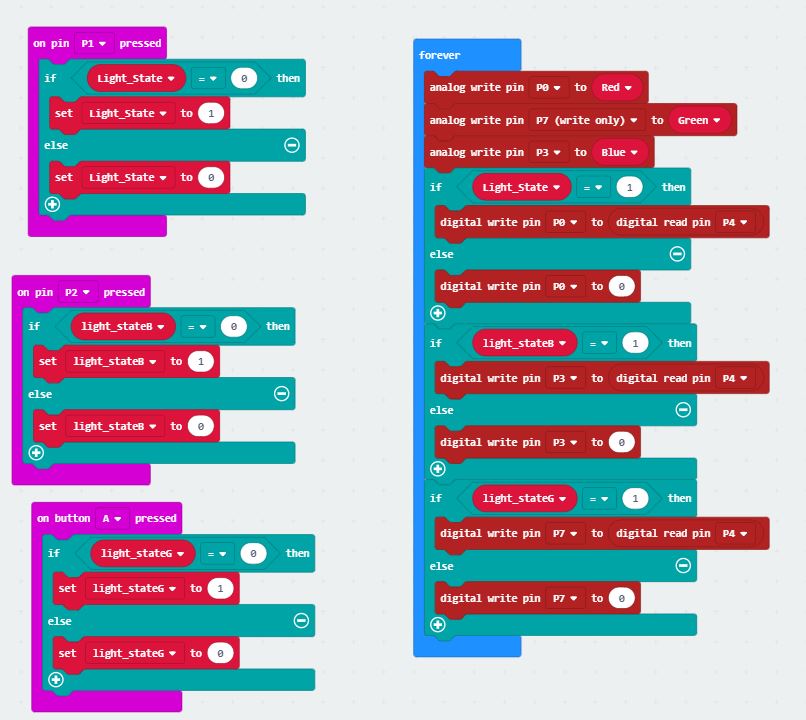 on pin P1 pressed
if Light_State = 0 then
set Light_State to 1
else
set Light_State to 0
on pin P2 pressed
if light_stateB = 0 then
set light_stateB to 1
else
set light_stateB to 0
on button A pressed
if light_stateG = 0 then
set light_stateG to 1
else
set light_stateG to 0
forever
analog write pin P0 to Red
analog write pin P7 (write only) to Green
analog write pin P3 to Blue
if Light_State = 1 then
digital write pin P0 to digital read pin P4
else
digital write pin P0 to 0
if light_stateB = 1 then
digital write pin P3 to digital read pin P4
else
digital write pin P3 to 0
if light_stateG = 1 then
digital write pin P7 to digital read pin P4
else
digital write pin P7 to 0